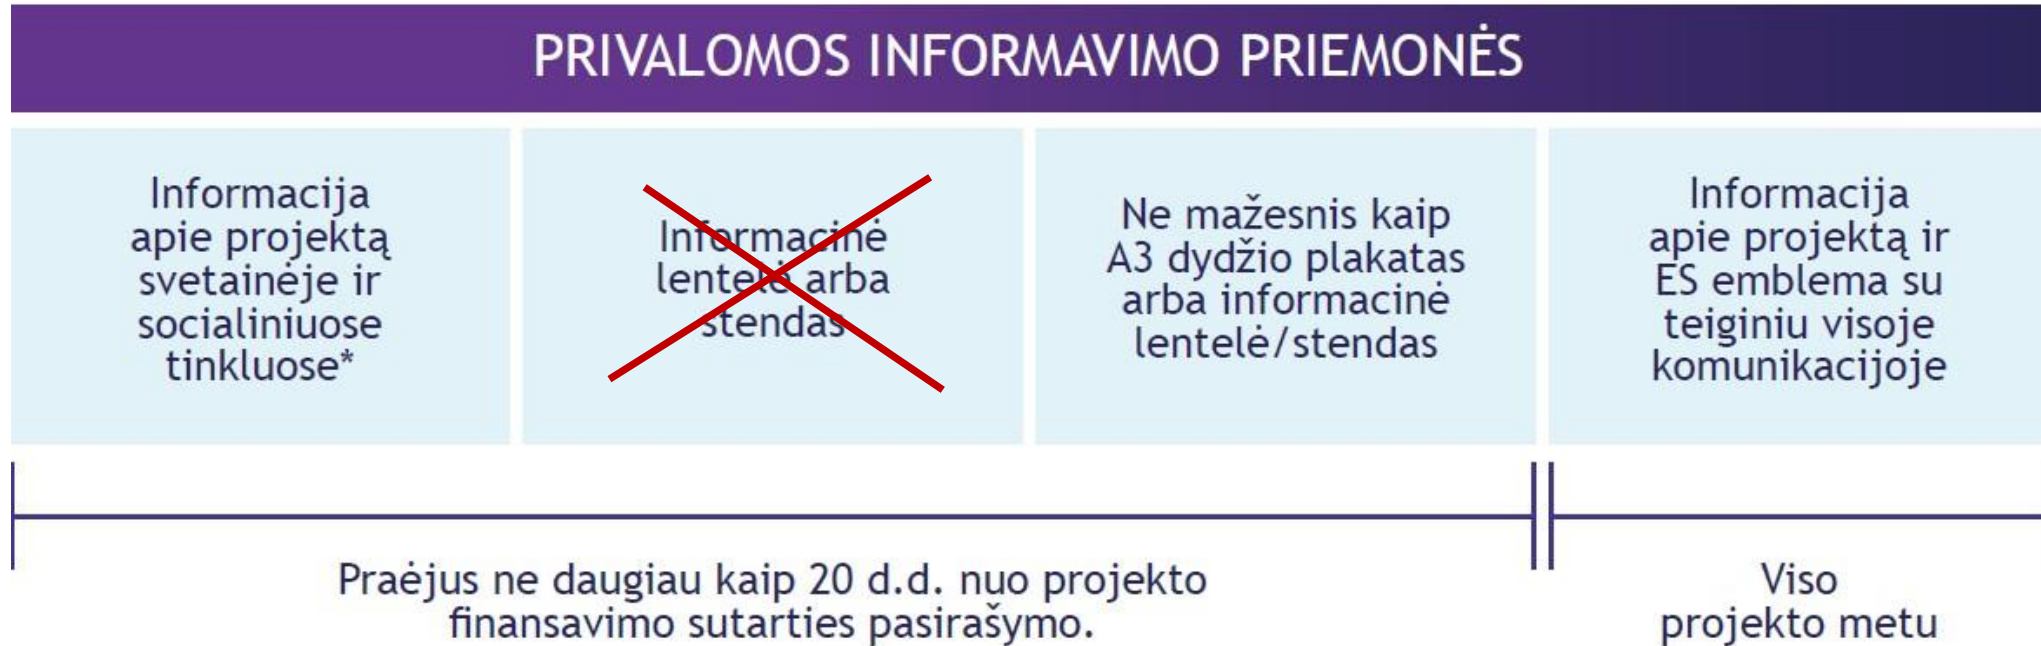 PRIVALOMOS INFORMAVIMO PRIEMONĖS
Informacija
apie projektą
svetainėje ir
socialiniuose
tinkluose*
Informacinė
lentelė arba
stendas
Ne mažesnis kaip
A3 dydžio plakatas
arba informacinė
lentelė/stendas
Informacija
apie projektą ir
ES emblema su
teiginiu visoje
komunikacijoje
Praėjus ne daugiau kaip 20 d.d. nuo projekto
finansavimo sutarties pasirašymo.
Viso
projekto metu